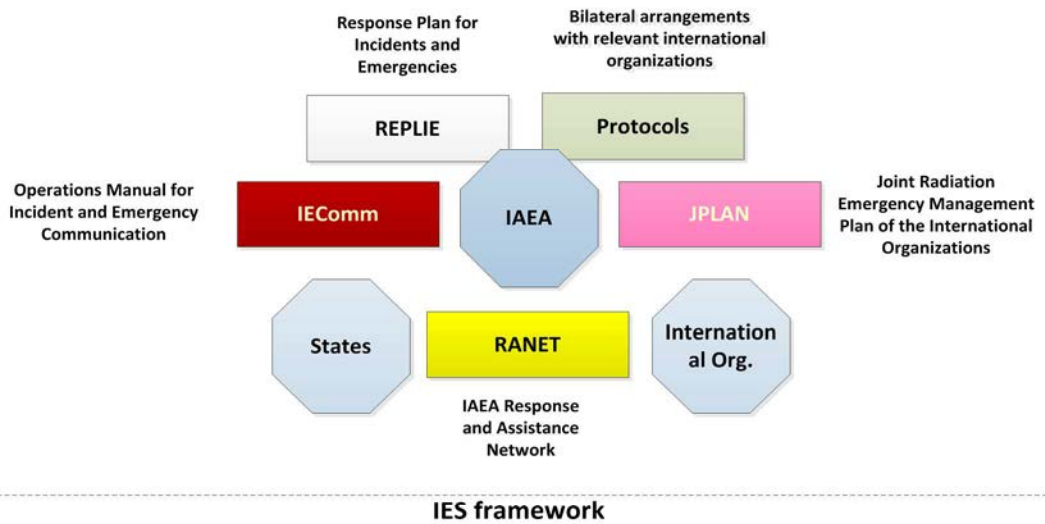 Response Plan for
Incidents and
Emergencies
Bilateral arrangements
with relevant international
organizations
REPLIE
Protocols
Operations Manual for
Incident and Emergency
Communication
IEComm
IAEA
JPLAN
Joint Radiation
Emergency Management
Plan of the International
Organizations
States
RANET
Internation
al Org.
IAEA Response
and Assistance
Network
IES framework